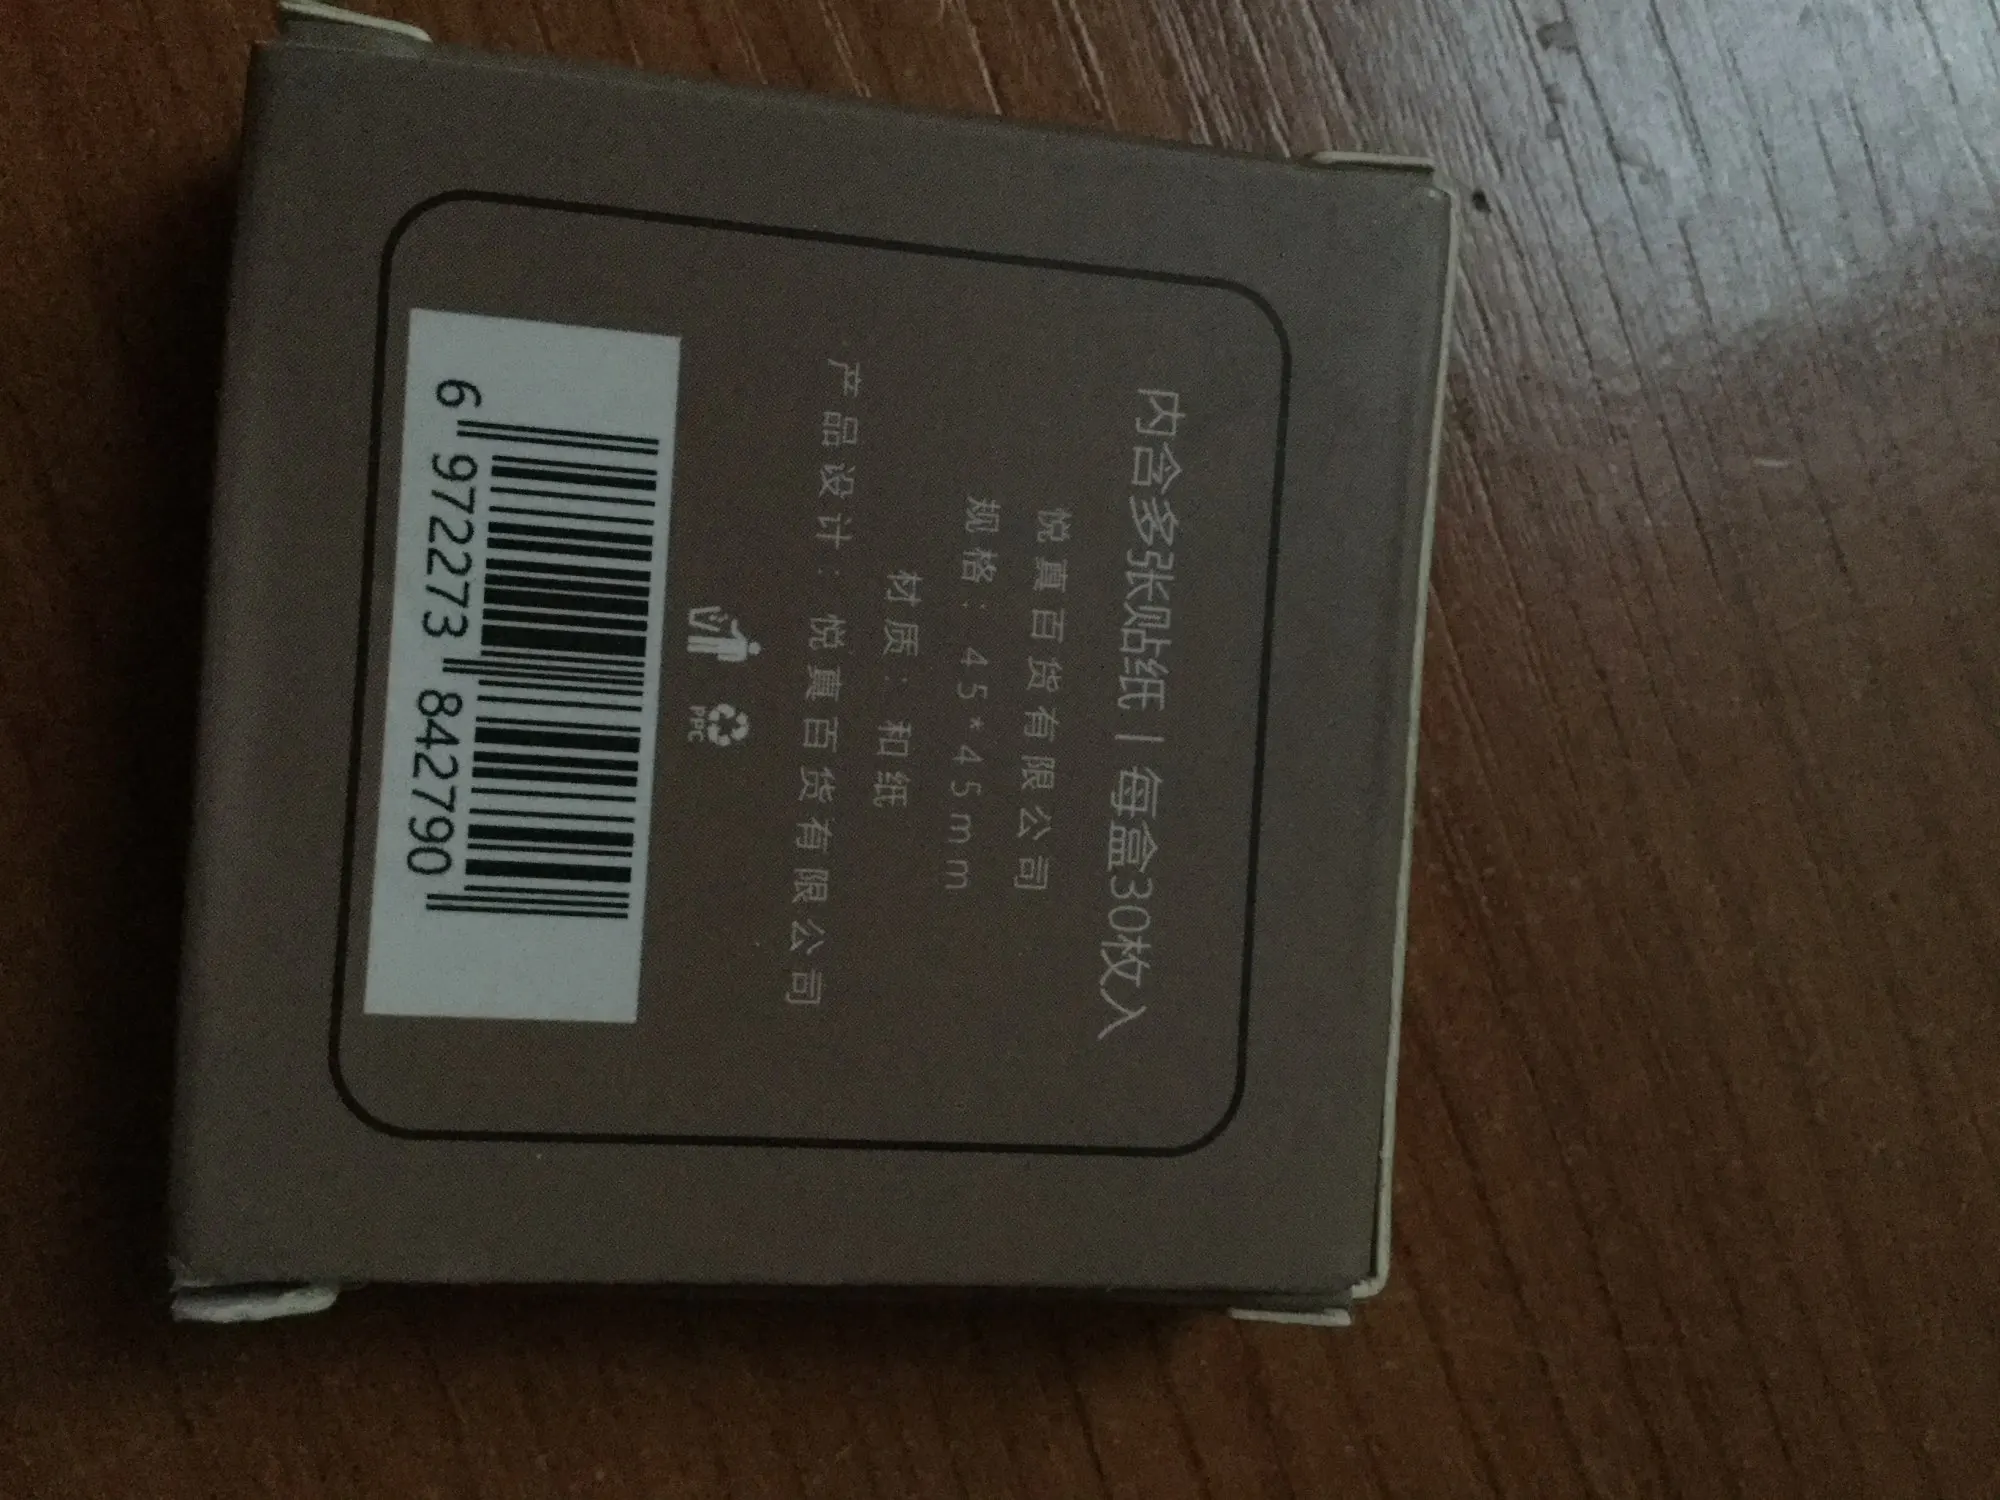 内含多张贴纸丨每盒30枚入
悦真百货有限公司
规格：45*45mm
材质：和纸
产品设计：悦真百货有限公司
PPC
6 972273 842790